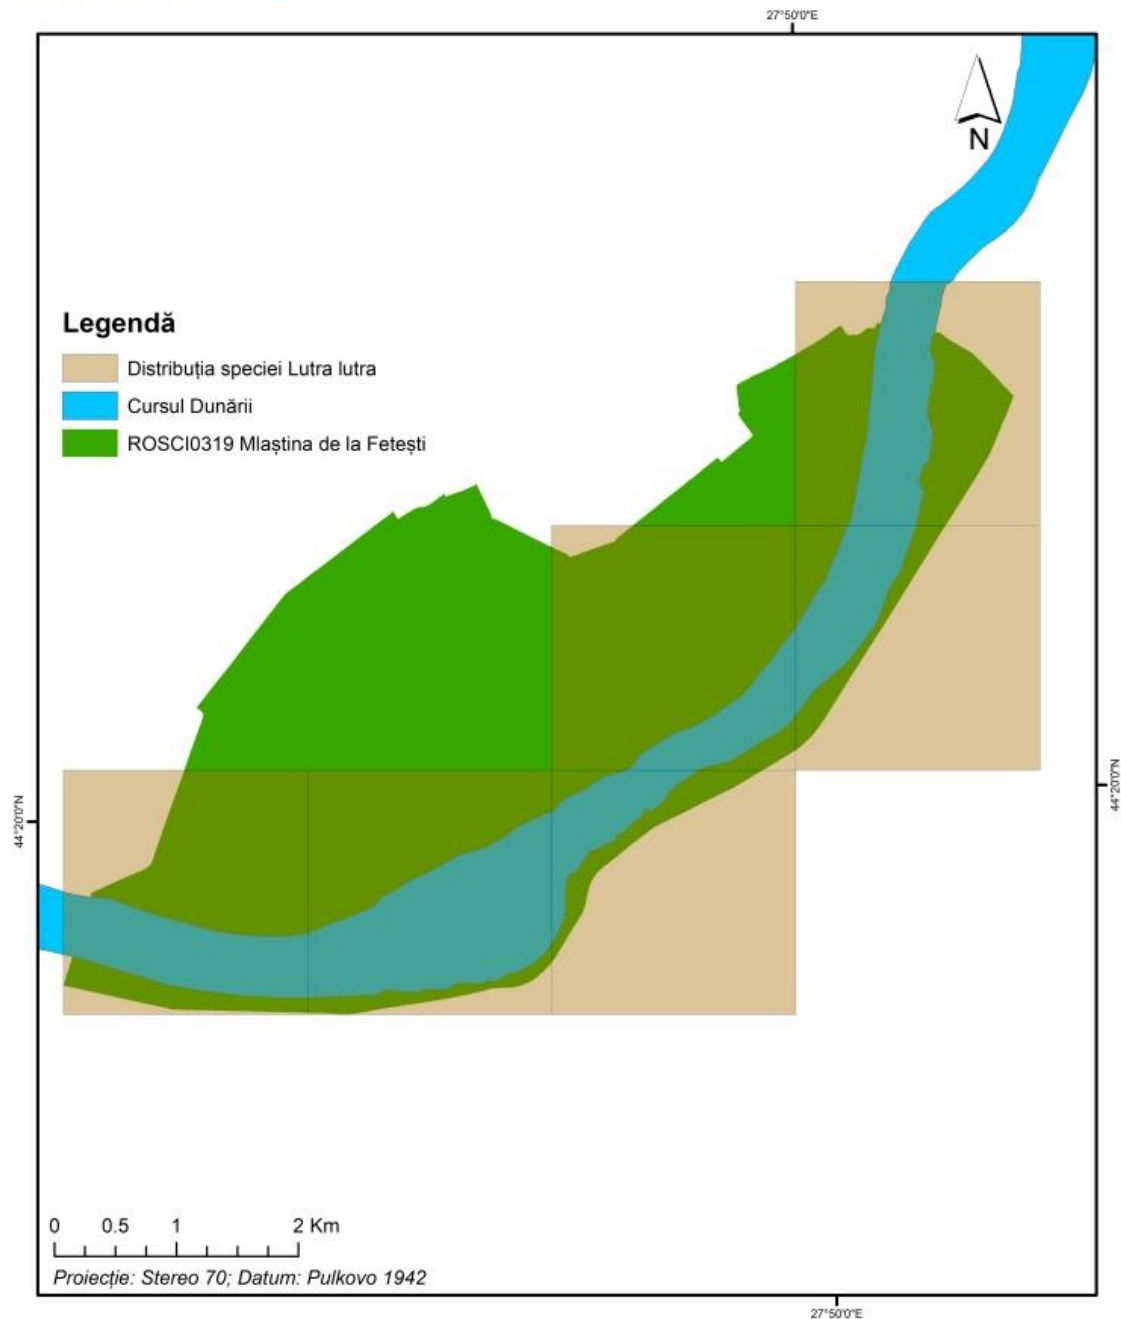 27°50'0"E
N
Legendă
Distribuția speciei Lutra lutra
Cursul Dunării
ROSCI0319 Mlaștina de la Fetești
44°20'0"N
44°20'0"N
0 0.5 1 2 Km
Proiecție: Stereo 70; Datum: Pulkovo 1942
27°50'0"E